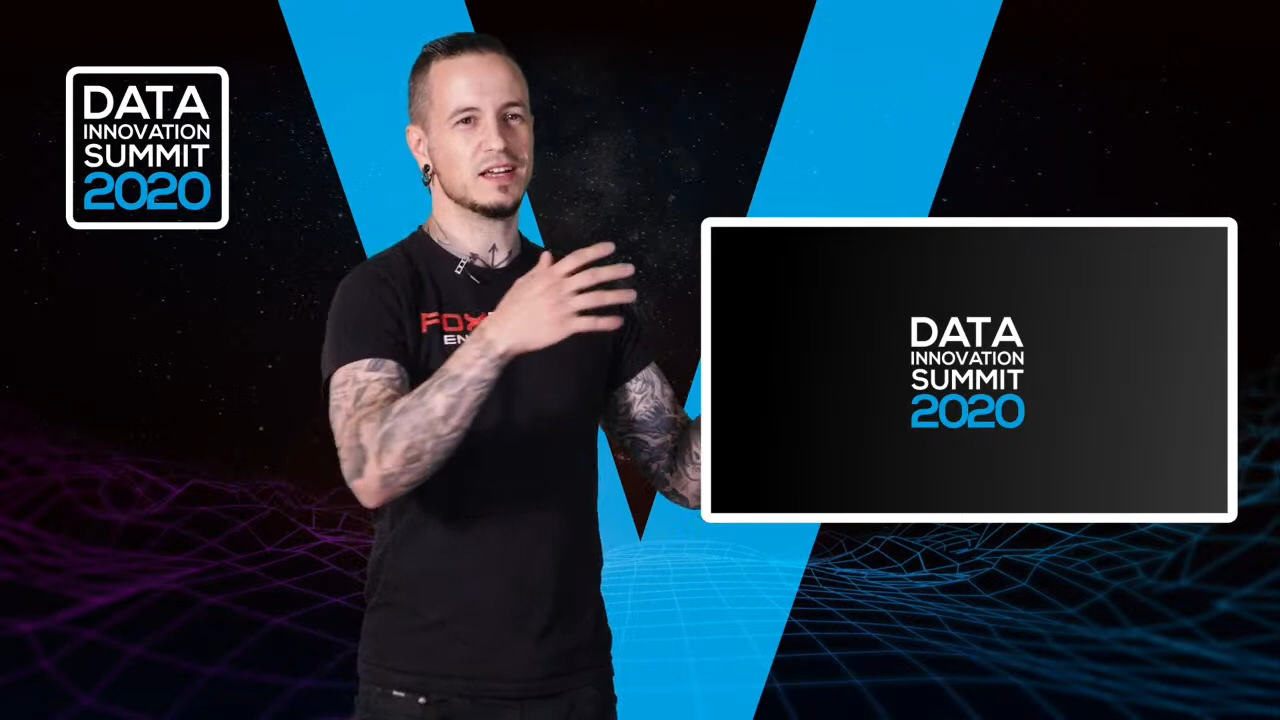 DATA
INNOVATION
SUMMIT
2020
DATA
INNOVATION
SUMMIT
2020